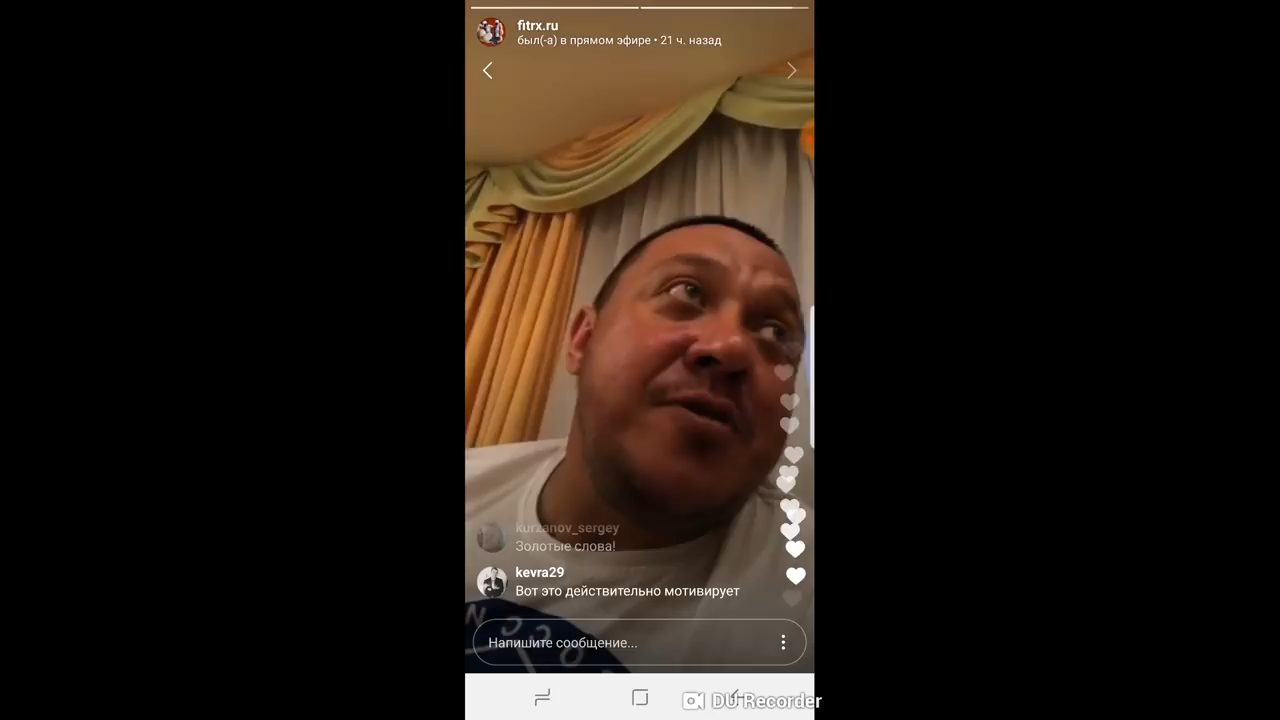 fitrx.ru
был(-а) в прямом эфире • 21 ч. назад
kurzanov_sergey
Золотые слова!
kevra29
Вот это действительно мотивирует
Напишите сообщение...
DU Recorder